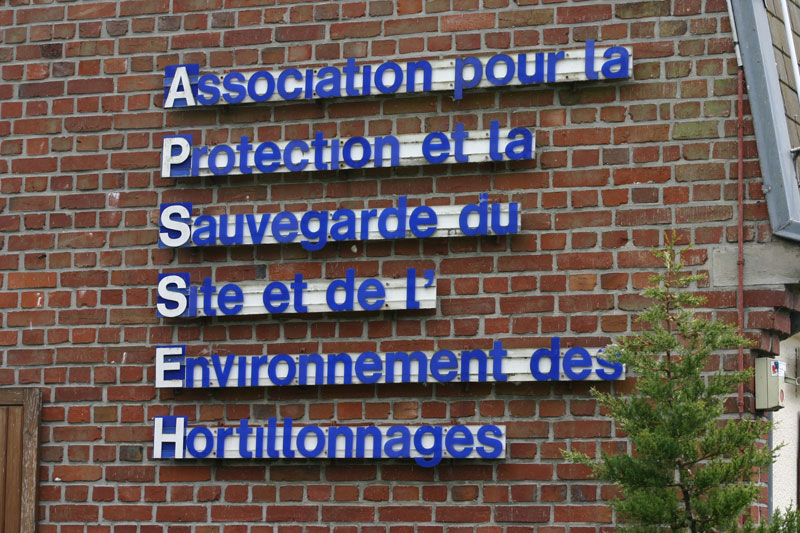 Association pour la
Protection et la
Sauvegarde du
Site et de l'
Environnement des
Hortillonnages